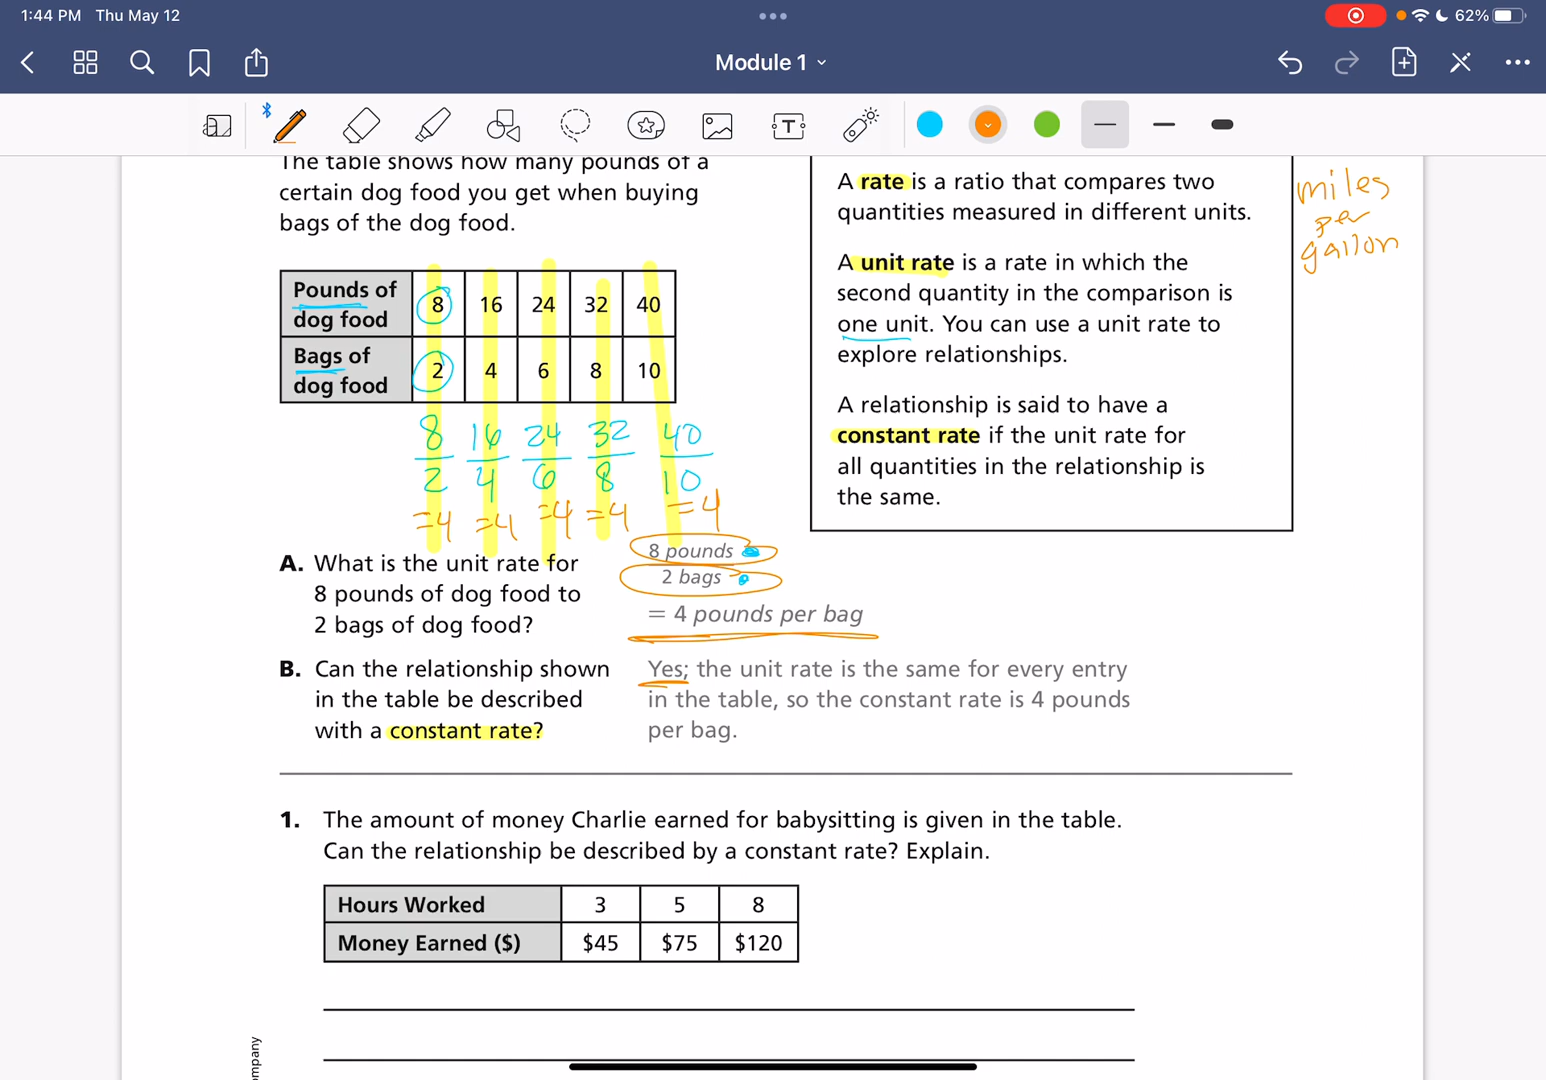 1:44 PM Thu May 12
62%
Module 1
The table shows how many pounds of a
certain dog food you get when buying
bags of the dog food.
Pounds of
dog food
8 16 24 32 40
Bags of
dog food
2 4 6 8 10
8/2 16/4 24/6 32/8 40/10
=4 =4 =4 =4 =4
A rate is a ratio that compares two
quantities measured in different units.
A unit rate is a rate in which the
second quantity in the comparison is
one unit. You can use a unit rate to
explore relationships.
A relationship is said to have a
constant rate if the unit rate for
all quantities in the relationship is
the same.
miles
per
gallon
A. What is the unit rate for
8 pounds of dog food to
2 bags of dog food?
8 pounds
2 bags
= 4 pounds per bag
B. Can the relationship shown
in the table be described
with a constant rate?
Yes; the unit rate is the same for every entry
in the table, so the constant rate is 4 pounds
per bag.
1. The amount of money Charlie earned for babysitting is given in the table.
Can the relationship be described by a constant rate? Explain.
Hours Worked 3 5 8
Money Earned ($) $45 $75 $120